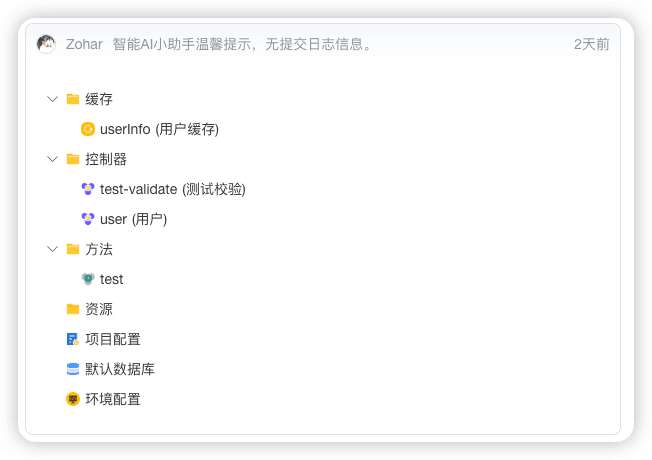 Zohar 智能AI小助手温馨提示，无提交日志信息。 2天前
缓存
userInfo (用户缓存)
控制器
test-validate (测试校验)
user (用户)
方法
test
资源
项目配置
默认数据库
环境配置